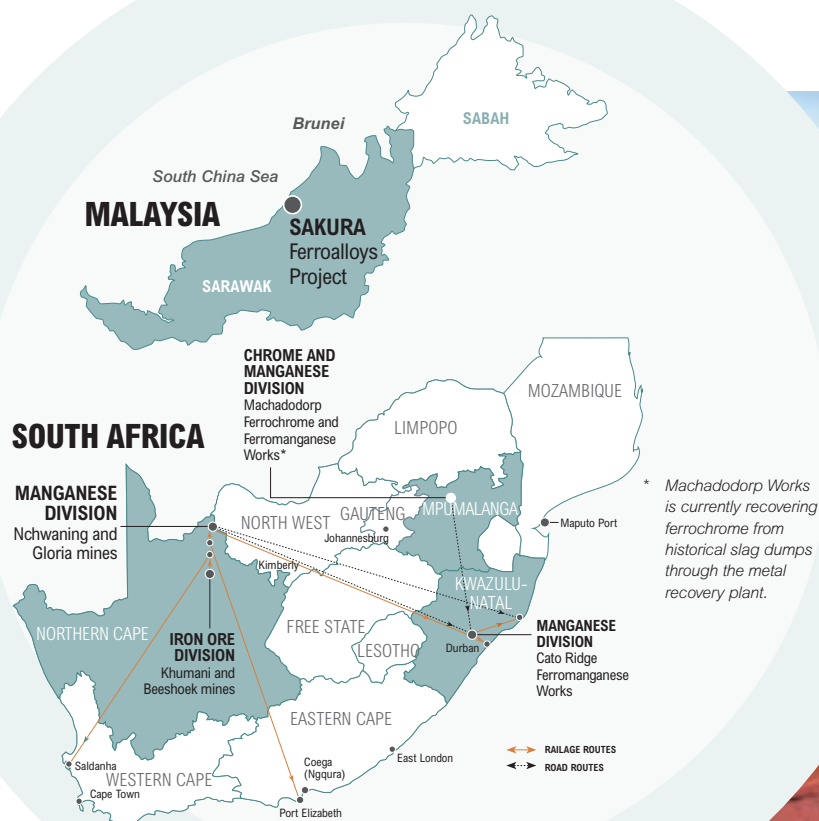 SABAH
Brunei
South China Sea
MALAYSIA
SAKURA
Ferroalloys
Project
SARAWAK
CHROME AND
MANGANESE
DIVISION
Machadodorp
Ferrochrome and
Ferromanganese
Works*
MOZAMBIQUE
LIMPOPO
SOUTH AFRICA
MANGANESE
DIVISION
Nchwaning and
Gloria mines
NORTH WEST
GAUTENG
MPUMALANGA
Johannesburg
Maputo Port
* Machadodorp Works
is currently recovering
ferrochrome from
historical slag dumps
through the metal
recovery plant.
Kimberly
KWAZULU-
NATAL
NORTHERN CAPE
IRON ORE
DIVISION
Khumani and
Beeshoek mines
FREE STATE
LESOTHO
Durban
MANGANESE
DIVISION
Cato Ridge
Ferromanganese
Works
EASTERN CAPE
East London
RAILAGE ROUTES
ROAD ROUTES
Saldanha
WESTERN CAPE
Cape Town
Coega
(Ngqura)
Port Elizabeth